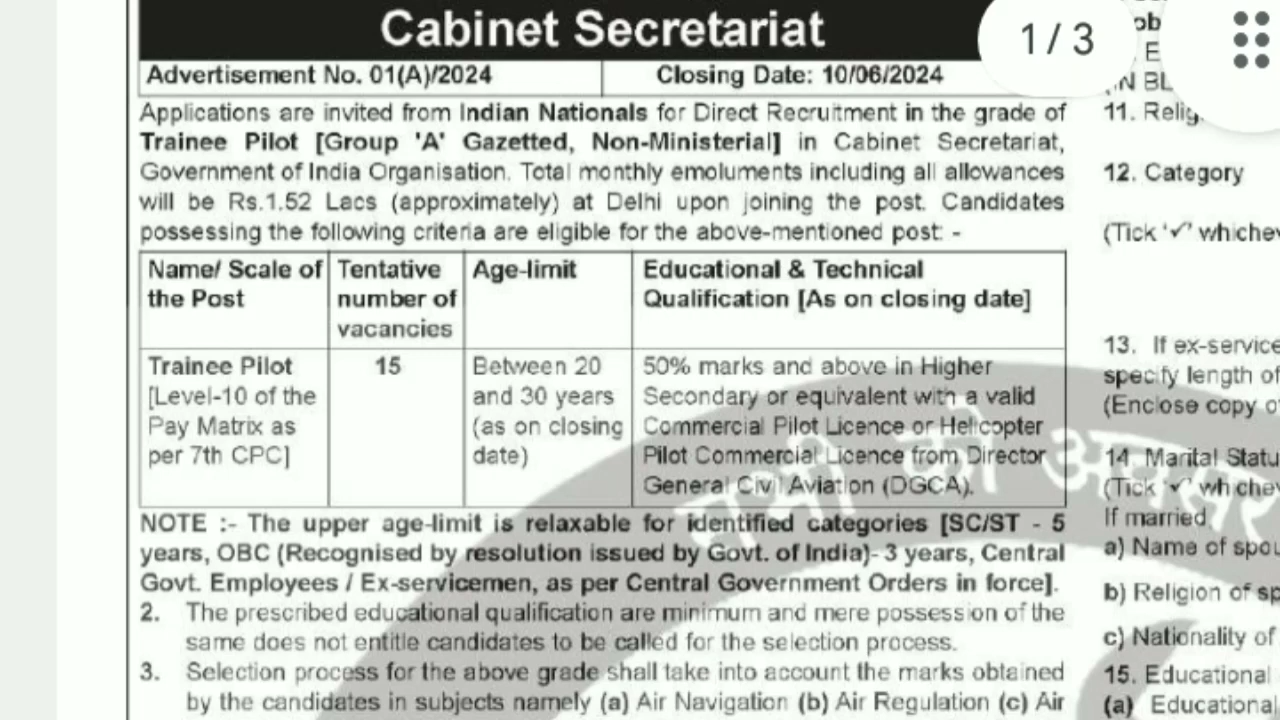 Cabinet Secretariat
1 / 3
Advertisement No. 01(A)/2024
Closing Date: 10/06/2024
Applications are invited from Indian Nationals for Direct Recruitment in the grade of
Trainee Pilot [Group 'A' Gazetted, Non-Ministerial] in Cabinet Secretariat,
Government of India Organisation. Total monthly emoluments including all allowances
will be Rs.1.52 Lacs (approximately) at Delhi upon joining the post. Candidates
possessing the following criteria are eligible for the above-mentioned post: -
Name/ Scale of
the Post
Tentative
number of
vacancies
Age-limit
Educational & Technical
Qualification [As on closing date]
Trainee Pilot
[Level-10 of the
Pay Matrix as
per 7th CPC]
15
Between 20
and 30 years
(as on closing
date)
50% marks and above in Higher
Secondary or equivalent with a valid
Commercial Pilot Licence or Helicopter
Pilot Commercial Licence from Director
General Civil Aviation (DGCA).
NOTE :- The upper age-limit is relaxable for identified categories [SC/ST - 5
years, OBC (Recognised by resolution issued by Govt. of India)- 3 years, Central
Govt. Employees / Ex-servicemen, as per Central Government Orders in force].
2. The prescribed educational qualification are minimum and mere possession of the
same does not entitle candidates to be called for the selection process.
3. Selection process for the above grade shall take into account the marks obtained
by the candidates in subjects namely (a) Air Navigation (b) Air Regulation (c) Air
11.
12. Category
(Tick '✓'
13. If
specify length of
(Enclose copy
14. Marital
(Tick '✓'
If married
a) Name of
b) Religion of
c) Nationality of
15. Educational
(a) Educational
को